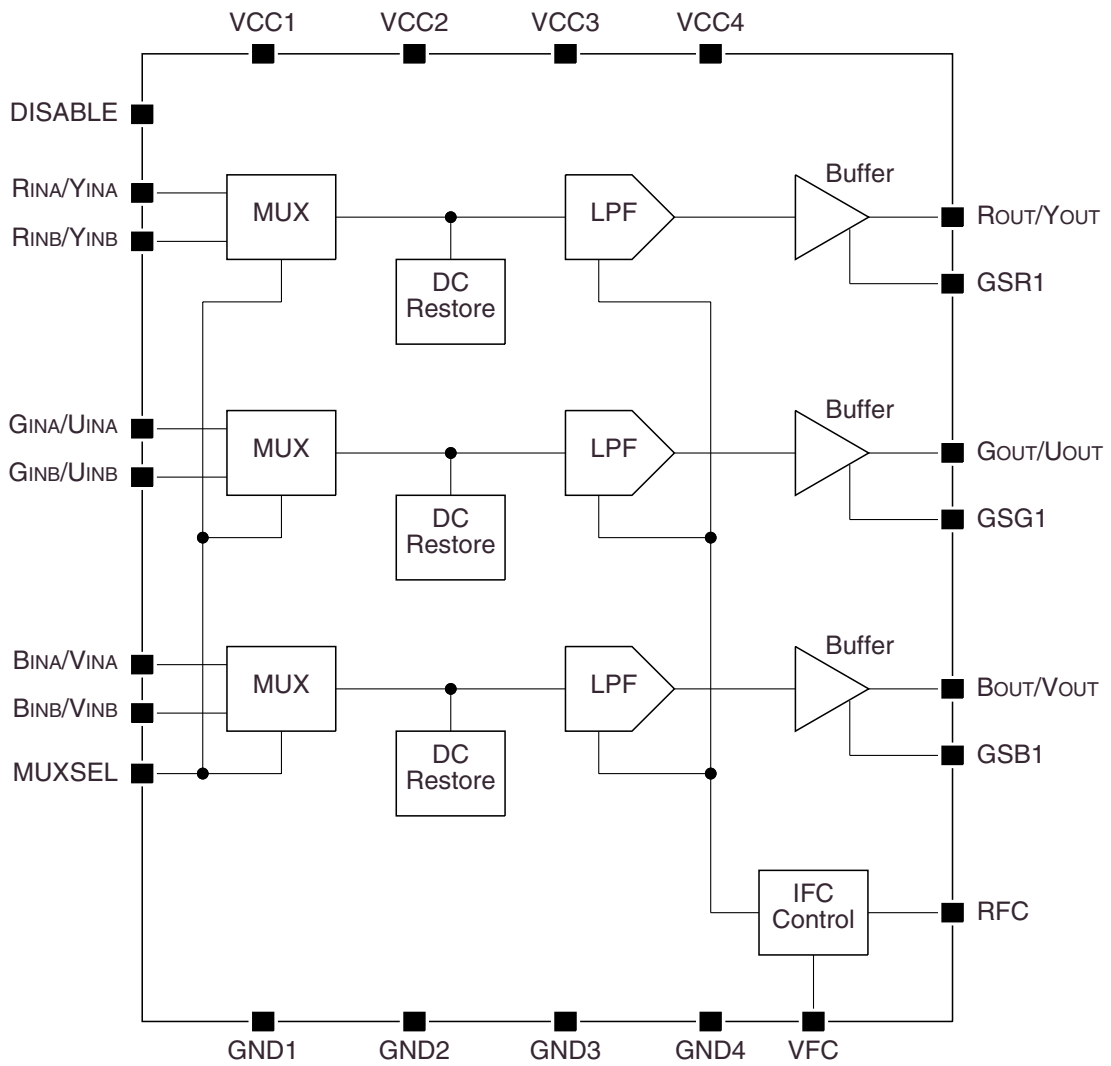 VCC1 VCC2 VCC3 VCC4
DISABLE
RINA/YINA
RINB/YINB
MUX
LPF
Buffer
ROUT/YOUT
GSR1
DC
Restore
GINA/UINA
GINB/UINB
MUX
LPF
Buffer
GOUT/UOUT
GSG1
DC
Restore
BINA/VINA
BINB/VINB
MUXSEL
MUX
LPF
Buffer
BOUT/VOUT
GSB1
DC
Restore
IFC
Control
RFC
GND1 GND2 GND3 GND4 VFC